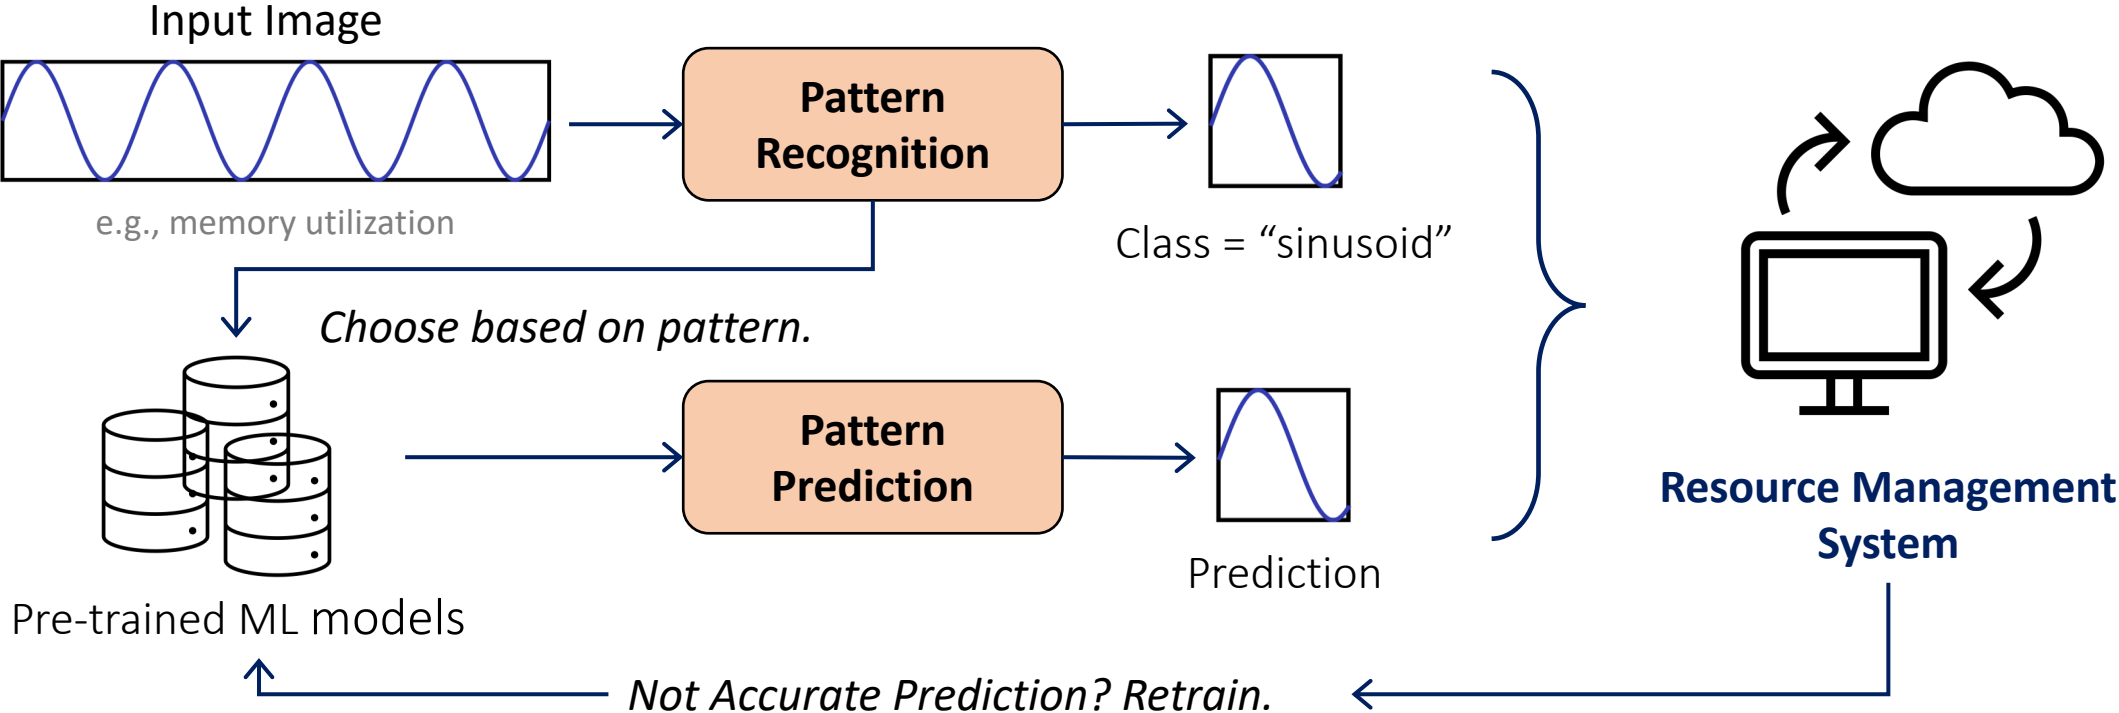 Input Image
e.g., memory utilization
Pattern
Recognition
Class = “sinusoid”
Choose based on pattern.
Pre-trained ML models
Pattern
Prediction
Prediction
Resource Management
System
Not Accurate Prediction? Retrain.